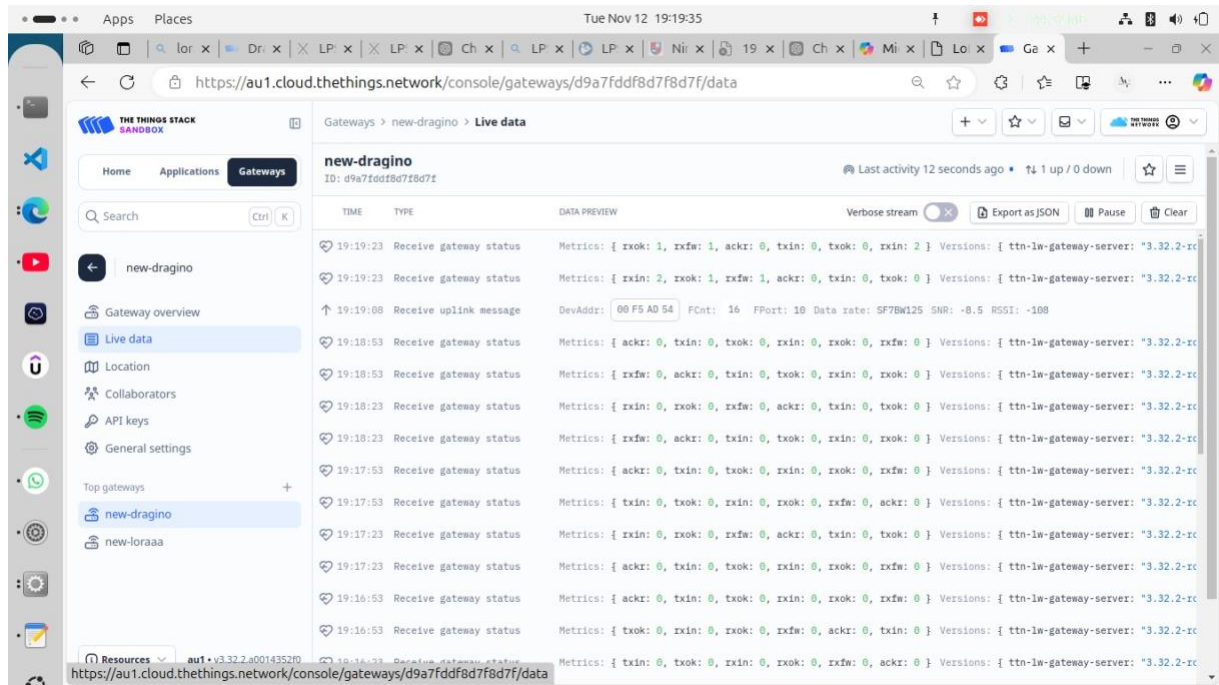 Apps Places Tue Nov 12 19:19:35
lor Dr LP LP Ch LP LP Nir 19 Ch Mi Lo Ga
https://au1.cloud.thethings.network/console/gateways/d9a7fddf8d7f8d7f/data
THE THINGS STACK
SANDBOX
Gateways > new-dragino > Live data
THE THINGS
NETWORK
Home Applications Gateways
new-dragino
ID: d9a7fddf8d7f8d7f
Last activity 12 seconds ago • 1 up / 0 down
Search Ctrl K
TIME TYPE DATA PREVIEW Verbose stream Export as JSON Pause Clear
new-dragino
Gateway overview
Live data
Location
Collaborators
API keys
General settings
Top gateways
new-dragino
new-loraaa
19:19:23 Receive gateway status Metrics: { rxok: 1, rxfw: 1, ackr: 0, txin: 0, txok: 0, rxin: 2 } Versions: { ttn-lw-gateway-server: "3.32.2-rc
19:19:23 Receive gateway status Metrics: { rxin: 2, rxok: 1, rxfw: 1, ackr: 0, txin: 0, txok: 0 } Versions: { ttn-lw-gateway-server: "3.32.2-rc
19:19:08 Receive uplink message DevAddr: 00 F5 AD 54 FCnt: 16 FPort: 10 Data rate: SF7BW125 SNR: -8.5 RSSI: -108
19:18:53 Receive gateway status Metrics: { ackr: 0, txin: 0, txok: 0, rxin: 0, rxok: 0, rxfw: 0 } Versions: { ttn-lw-gateway-server: "3.32.2-rc
19:18:53 Receive gateway status Metrics: { rxfw: 0, ackr: 0, txin: 0, txok: 0, rxin: 0, rxok: 0 } Versions: { ttn-lw-gateway-server: "3.32.2-rc
19:18:23 Receive gateway status Metrics: { rxin: 0, rxok: 0, rxfw: 0, ackr: 0, txin: 0, txok: 0 } Versions: { ttn-lw-gateway-server: "3.32.2-rc
19:18:23 Receive gateway status Metrics: { rxfw: 0, ackr: 0, txin: 0, txok: 0, rxin: 0, rxok: 0 } Versions: { ttn-lw-gateway-server: "3.32.2-rc
19:17:53 Receive gateway status Metrics: { ackr: 0, txin: 0, txok: 0, rxin: 0, rxok: 0, rxfw: 0 } Versions: { ttn-lw-gateway-server: "3.32.2-rc
19:17:53 Receive gateway status Metrics: { txin: 0, txok: 0, rxin: 0, rxok: 0, rxfw: 0, ackr: 0 } Versions: { ttn-lw-gateway-server: "3.32.2-rc
19:17:23 Receive gateway status Metrics: { rxin: 0, rxok: 0, rxfw: 0, ackr: 0, txin: 0, txok: 0 } Versions: { ttn-lw-gateway-server: "3.32.2-rc
19:17:23 Receive gateway status Metrics: { ackr: 0, txin: 0, txok: 0, rxin: 0, rxok: 0, rxfw: 0 } Versions: { ttn-lw-gateway-server: "3.32.2-rc
19:16:53 Receive gateway status Metrics: { ackr: 0, txin: 0, txok: 0, rxin: 0, rxok: 0, rxfw: 0 } Versions: { ttn-lw-gateway-server: "3.32.2-rc
19:16:53 Receive gateway status Metrics: { txok: 0, rxin: 0, rxok: 0, rxfw: 0, ackr: 0, txin: 0 } Versions: { ttn-lw-gateway-server: "3.32.2-rc
19:16:23 Receive gateway status Metrics: { txin: 0, txok: 0, rxin: 0, rxok: 0, rxfw: 0, ackr: 0 } Versions: { ttn-lw-gateway-server: "3.32.2-rc
Resources au1 • v3.32.2.a0014352f0
https://au1.cloud.thethings.network/console/gateways/d9a7fddf8d7f8d7f/data